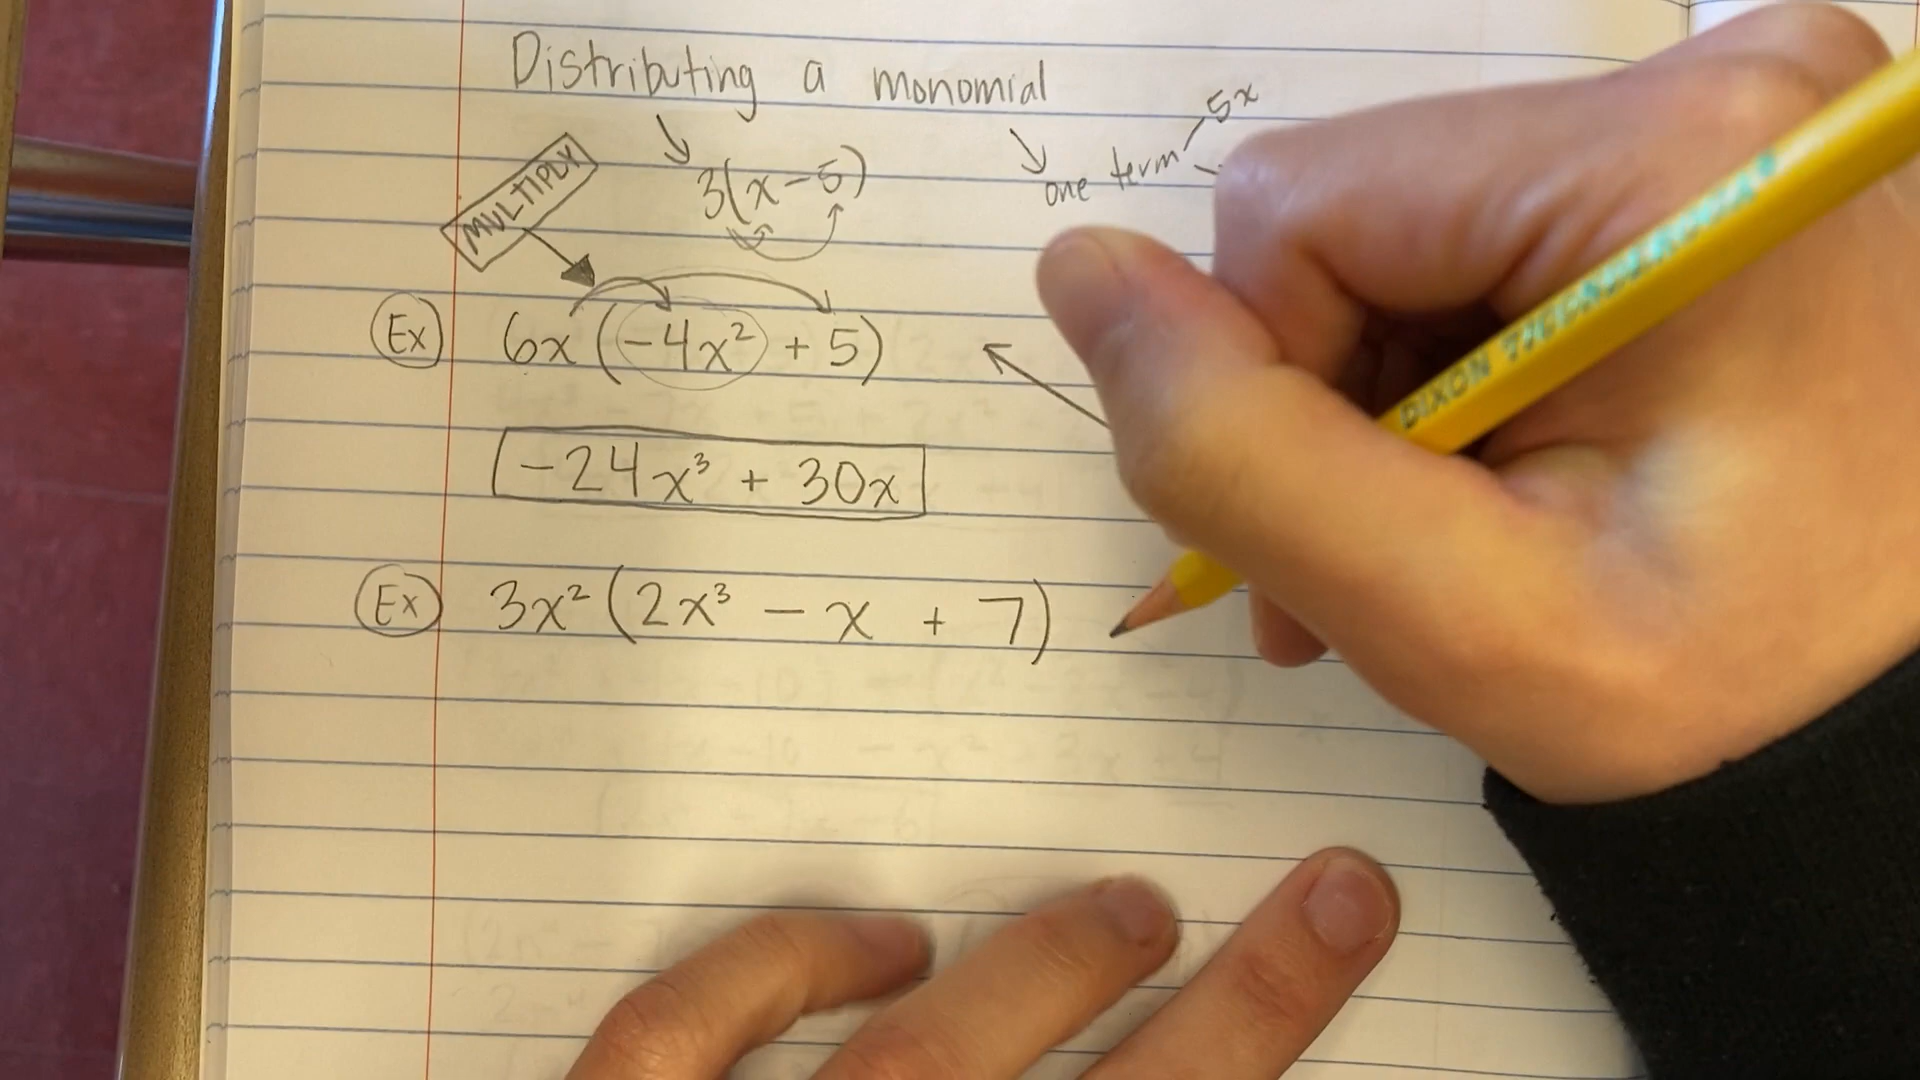 Distributing a monomial
5x
one term
MULTIPLY
3(x - 5)
Ex 6x(-4x² + 5)
-24x³ + 30x
Ex 3x²(2x³ - x + 7)
DIXON TICONDEROGA